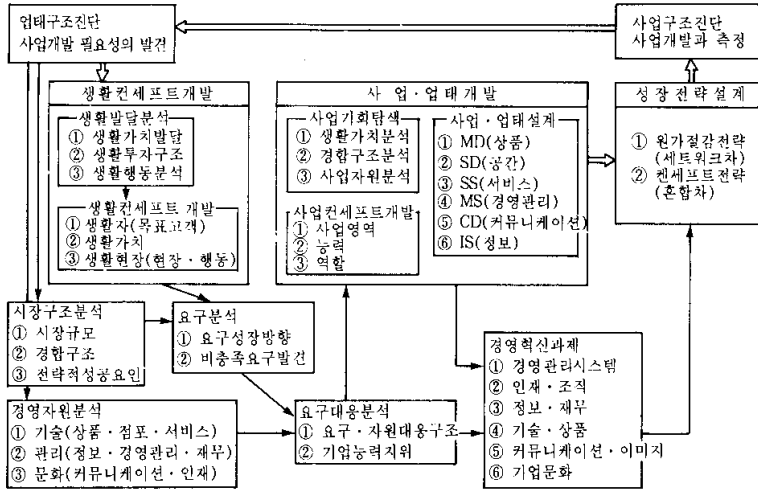 업태구조진단
사업개발 필요성의 발견
사업구조진단
사업개발과 측정
생활컨세프트개발
생활발달분석
① 생활가치발달
② 생활투자구조
③ 생활행동분석
생활컨세프트 개발
①생활자(목표고객)
②생활가치
③ 생활현장(현장·행동)
사 업·업태개발
사업기회탐색
① 생활가치분석
② 경합구조분석
③ 사업자원분석
사업컨세프트개발
① 사업영역
② 능력
③ 역할
사업·업태설계
① MD(상품)
② SD(공간)
③ SS(서비스)
④ MS(경영관리)
⑤ CD(커뮤니케이션)
⑥ IS(정보)
성장전략설계
① 원가절감전략
(세트워크차)
② 켄세프트전략
(혼합차)
시장구조분석
① 시장규모
② 경합구조
③ 전략적성공요인
요구분석
① 요구성장방향
② 비충족요구발견
경영자원분석
① 기술(상품·점포·서비스)
② 관리(정보·경영관리·재무)
③ 문화(커뮤니케이션·인재)
요구대응분석
① 요구·자원대응구조
② 기업능력지위
경영혁신과제
① 경영관리시스템
② 인재·조직
③ 정보·재무
④ 기술·상품
⑤ 커뮤니케이션·이미지
⑥ 기업문화